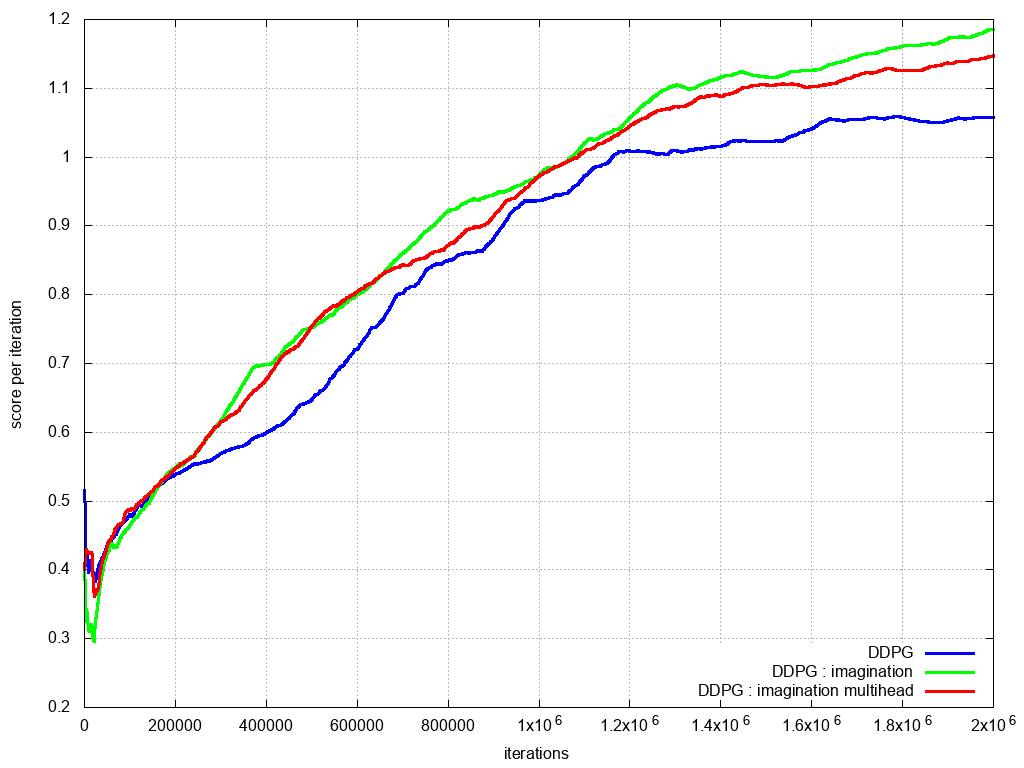 1.2
1.1
1
0.9
0.8
0.7
0.6
0.5
0.4
0.3
0.2
score per iteration
DDPG
DDPG : imagination
DDPG : imagination multihead
0 200000 400000 600000 800000 1x10 6 1.2x10 6 1.4x10 6 1.6x10 6 1.8x10 6 2x10 6
iterations